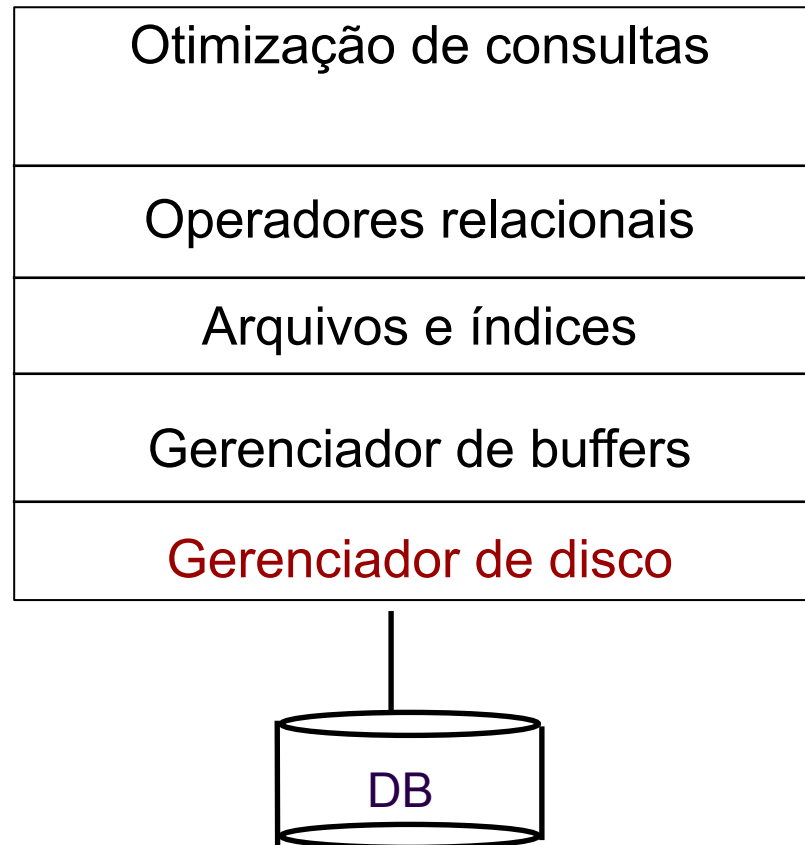 Otimização de consultas
Operadores relacionais
Arquivos e índices
Gerenciador de buffers
Gerenciador de disco
DB